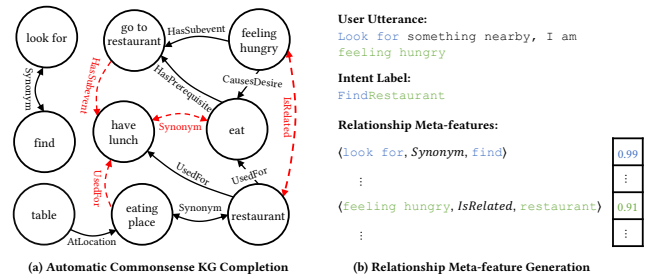 look for
go to
restaurant
HasSubevent
feeling
hungry
Synonym
HasSubevent
HasPrerequisite
CausesDesire
IsRelated
find
have
lunch
Synonym
eat
UsedFor
UsedFor
UsedFor
table
AtLocation
eating
place
Synonym
restaurant
(a) Automatic Commonsense KG Completion
User Utterance:
Look for something nearby, I am
feeling hungry
Intent Label:
FindRestaurant
Relationship Meta-features:
⟨look for, Synonym, find⟩ 0.99
⋮ ⋮
⟨feeling hungry, IsRelated, restaurant⟩ 0.91
⋮ ⋮
(b) Relationship Meta-feature Generation